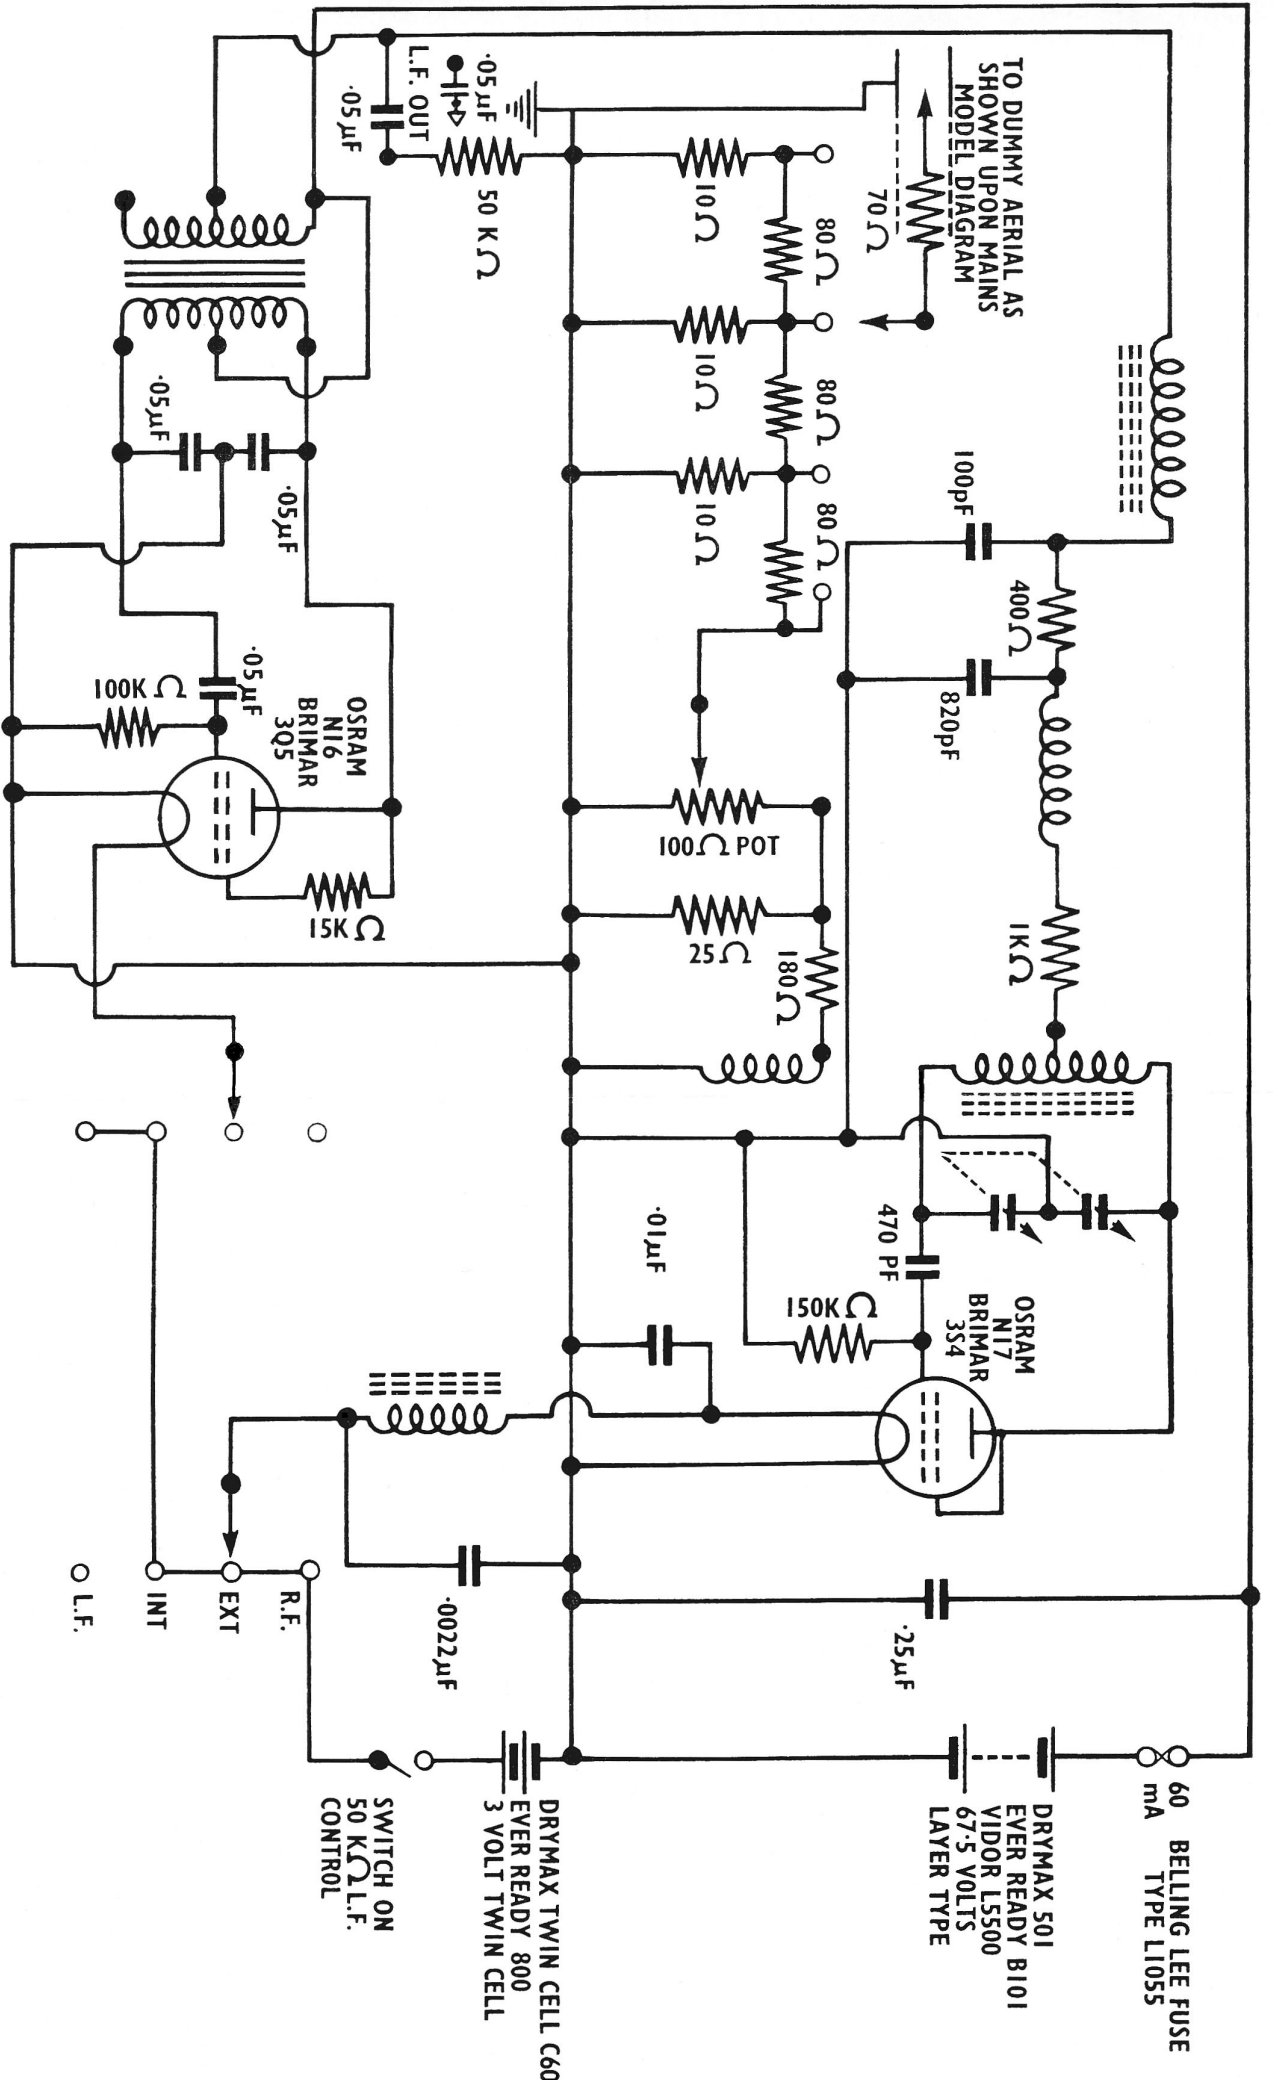 TO DUMMY AERIAL AS
SHOWN UPON MAINS
MODEL DIAGRAM
70Ω
·05μF
L.F. OUT
·05μF
50 KΩ
10Ω
80Ω
10Ω
80Ω
10Ω
80Ω
100pF
400Ω
820pF
1KΩ
100Ω POT
25Ω
180Ω
·05μF
·05μF
·05μF
100K Ω
OSRAM
N16
BRIMAR
3Q5
15K Ω
470 PF
150K Ω
OSRAM
N17
BRIMAR
3S4
·01μF
·0022μF
·25μF
R.F.
EXT
INT
L.F.
60 mA
BELLING LEE FUSE
TYPE L1055
DRYMAX 501
EVER READY B101
VIDOR L5500
67·5 VOLTS
LAYER TYPE
DRYMAX TWIN CELL C60
EVER READY 800
3 VOLT TWIN CELL
SWITCH ON
50 KΩ L.F.
CONTROL